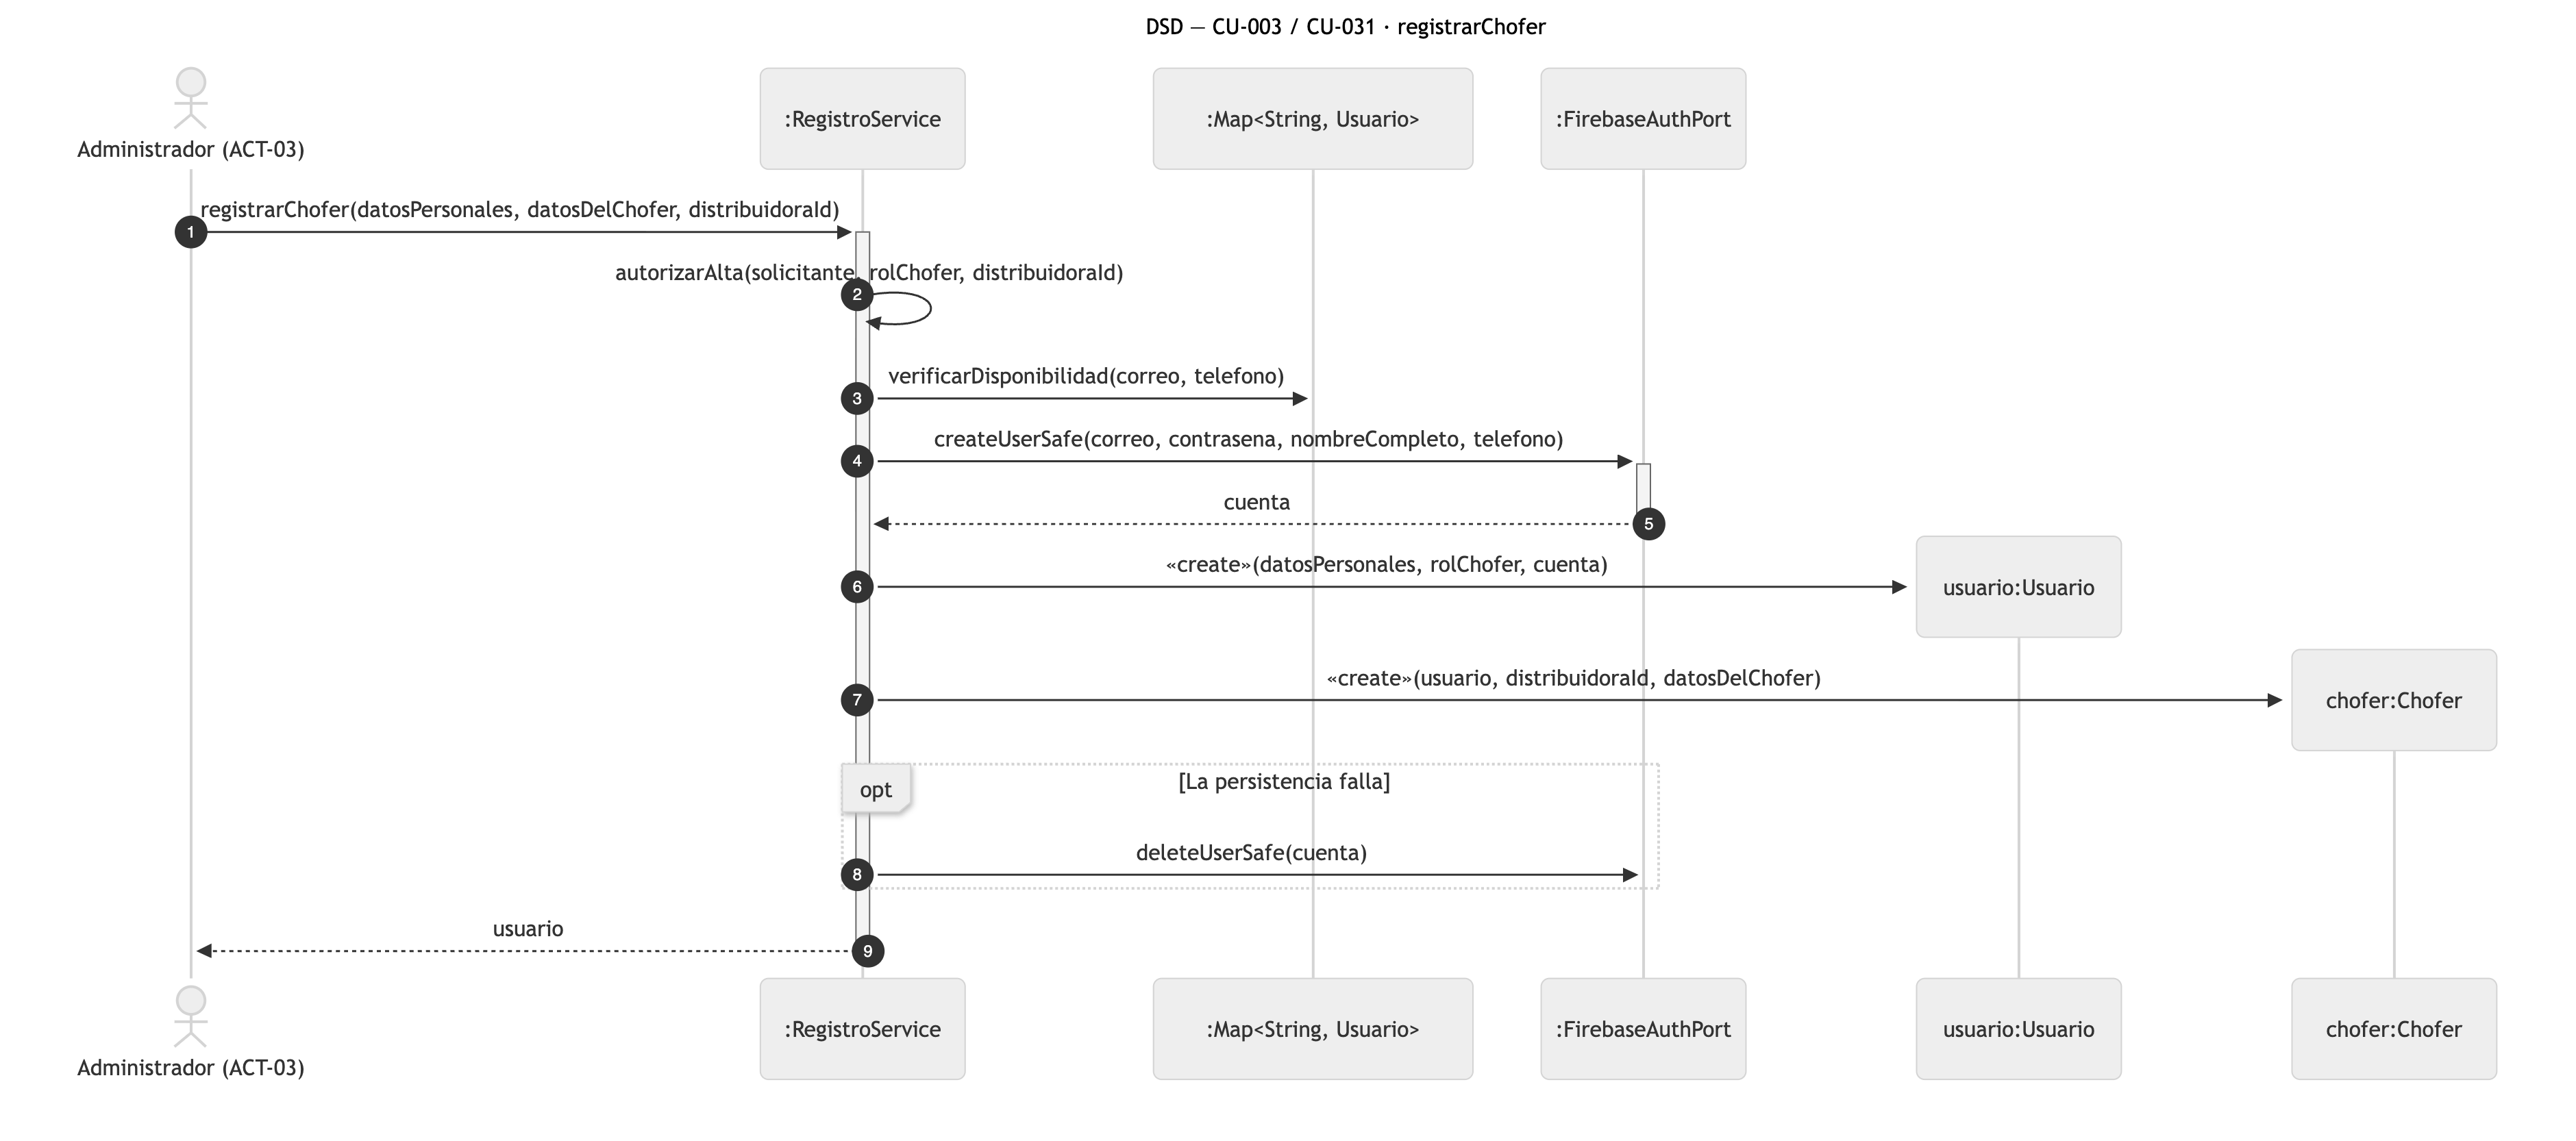 DSD — CU-003 / CU-031 · registrarChofer
Administrador (ACT-03)
:RegistroService
:Map<String, Usuario>
:FirebaseAuthPort
registrarChofer(datosPersonales, datosDelChofer, distribuidoraId)
1
autorizarAlta(solicitante, rolChofer, distribuidoraId)
2
verificarDisponibilidad(correo, telefono)
3
createUserSafe(correo, contrasena, nombreCompleto, telefono)
4
cuenta
5
«create»(datosPersonales, rolChofer, cuenta)
6
usuario:Usuario
«create»(usuario, distribuidoraId, datosDelChofer)
7
chofer:Chofer
opt
[La persistencia falla]
deleteUserSafe(cuenta)
8
usuario
9
Administrador (ACT-03)
:RegistroService
:Map<String, Usuario>
:FirebaseAuthPort
usuario:Usuario
chofer:Chofer